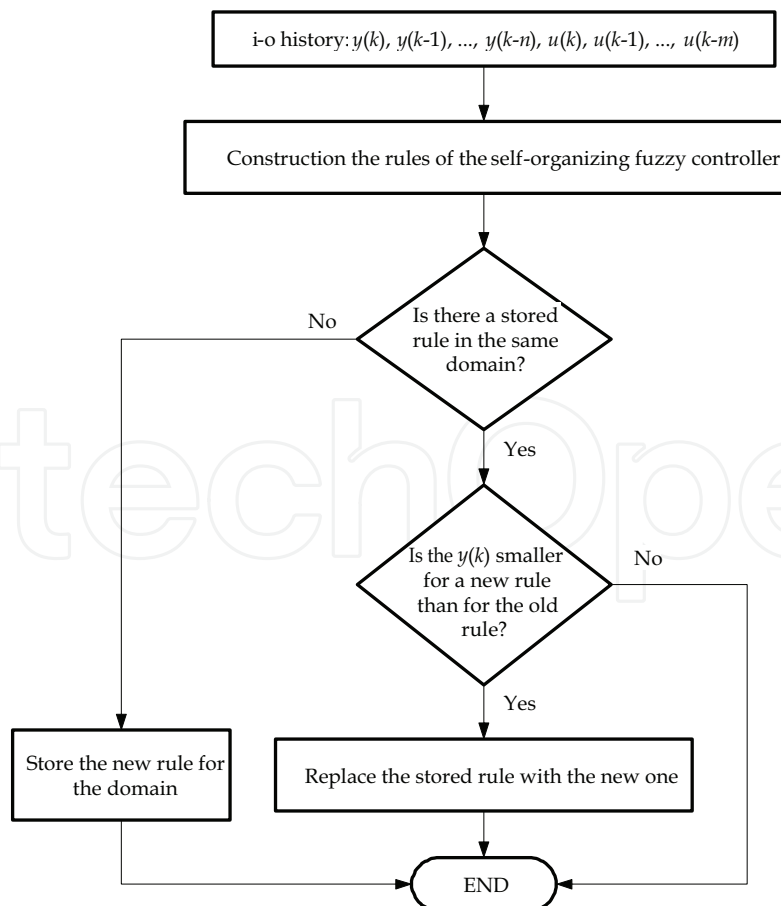 i-o history: y(k), y(k-1), ..., y(k-n), u(k), u(k-1), ..., u(k-m)
Construction the rules of the self-organizing fuzzy controller
Is there a stored
rule in the same
domain?
No
Yes
Is the y(k) smaller
for a new rule
than for the old
rule?
No
Yes
Store the new rule for
the domain
Replace the stored rule with the new one
END
techOpe